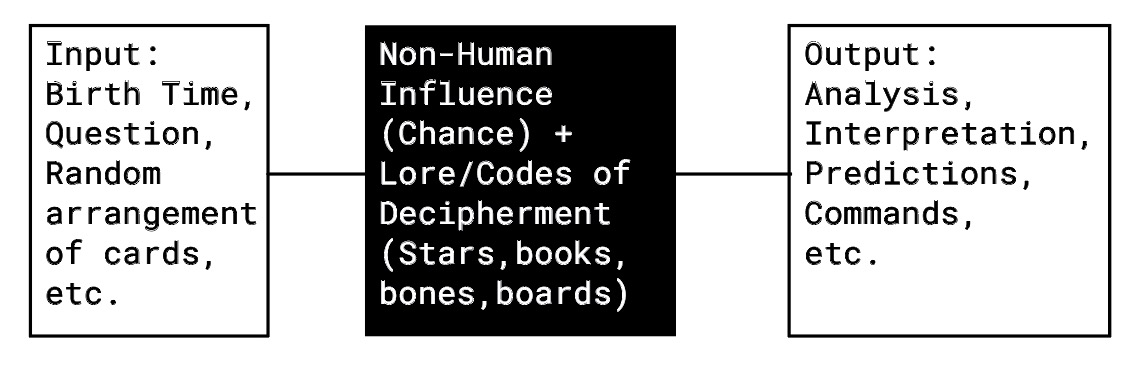 Input:
Birth Time,
Question,
Random
arrangement
of cards,
etc.
Non-Human
Influence
(Chance) +
Lore/Codes of
Decipherment
(Stars,books,
bones,boards)
Output:
Analysis,
Interpretation,
Predictions,
Commands,
etc.